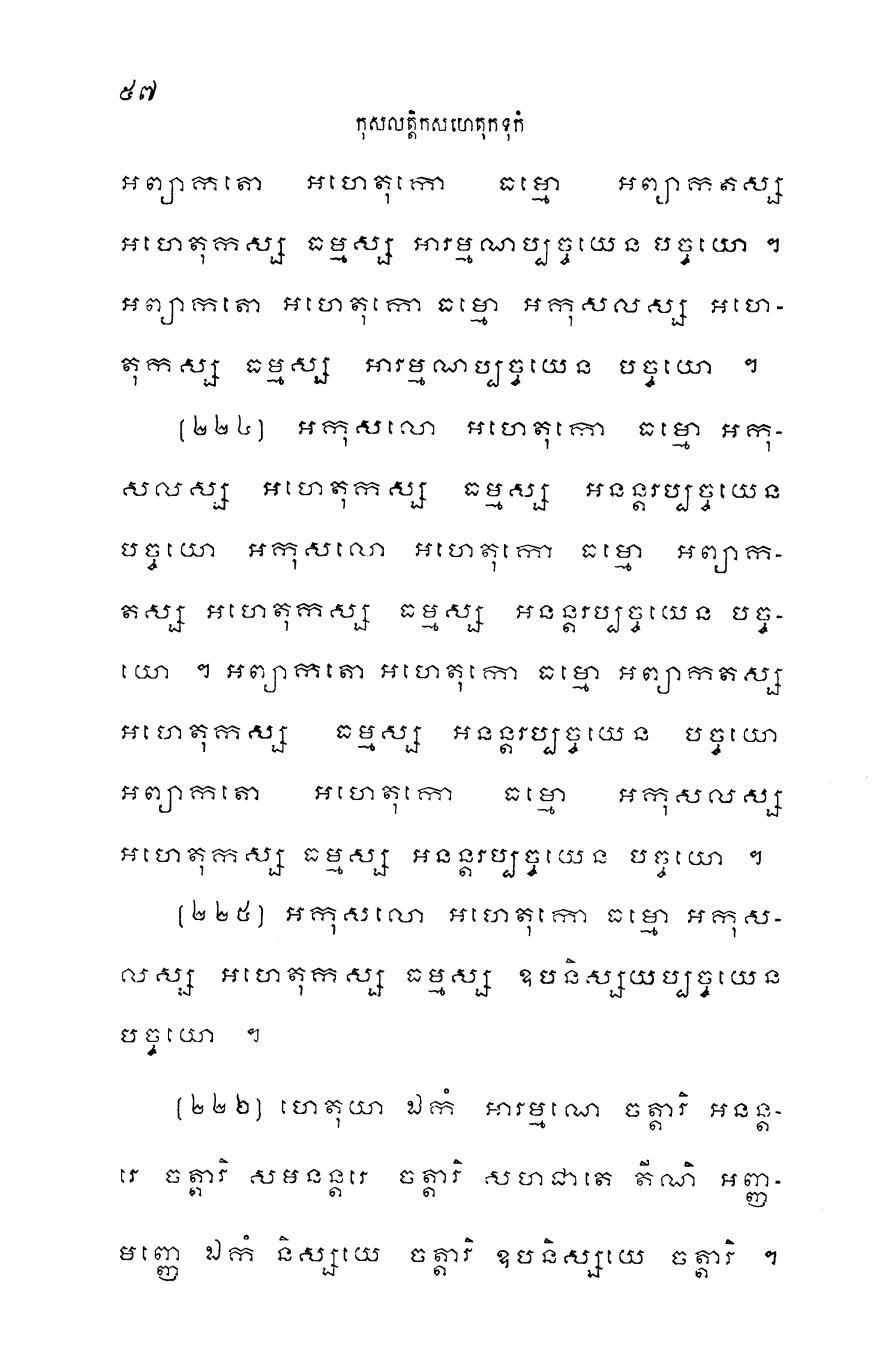 ៥៧
កុសលត្តិកសហេតុកទុកំ
អព្យាកតោ អហេតុកោ ធម្មោ អព្យាកតស្ស
អហេតុកស្ស ធម្មស្ស អារម្មណប្បច្ចយេន បច្ចយោ ។
អព្យាកតោ អហេតុកោ ធម្មោ អកុសលស្ស អហេ-
តុកស្ស ធម្មស្ស អារម្មណប្បច្ចយេន បច្ចយោ ។
(២២៤) អកុសលោ អហេតុកោ ធម្មោ អកុ-
សលស្ស អហេតុកស្ស ធម្មស្ស អនន្តរប្បច្ចយេន
បច្ចយោ អកុសលោ អហេតុកោ ធម្មោ អព្យាក-
តស្ស អហេតុកស្ស ធម្មស្ស អនន្តរប្បច្ចយេន បច្ច-
យោ ។ អព្យាកតោ អហេតុកោ ធម្មោ អព្យាកតស្ស
អហេតុកស្ស ធម្មស្ស អនន្តរប្បច្ចយេន បច្ចយោ
អព្យាកតោ អហេតុកោ ធម្មោ អកុសលស្ស
អហេតុកស្ស ធម្មស្ស អនន្តរប្បច្ចយេន បច្ចយោ ។
(២២៥) អកុសលោ អហេតុកោ ធម្មោ អកុស-
លស្ស អហេតុកស្ស ធម្មស្ស ឧបនិស្សយប្បច្ចយេន
បច្ចយោ ។
(២២៦) ហេតុយា ឯកំ អារម្មណេ ចត្តារិ អនន្ត-
រេ ចត្តារិ សមនន្តរេ ចត្តារិ សហជាតេ តីណិ អញ្ញ-
មញ្ញេ ឯកំ និស្សយេ ចត្តារិ ឧបនិស្សយេ ចត្តារិ ។